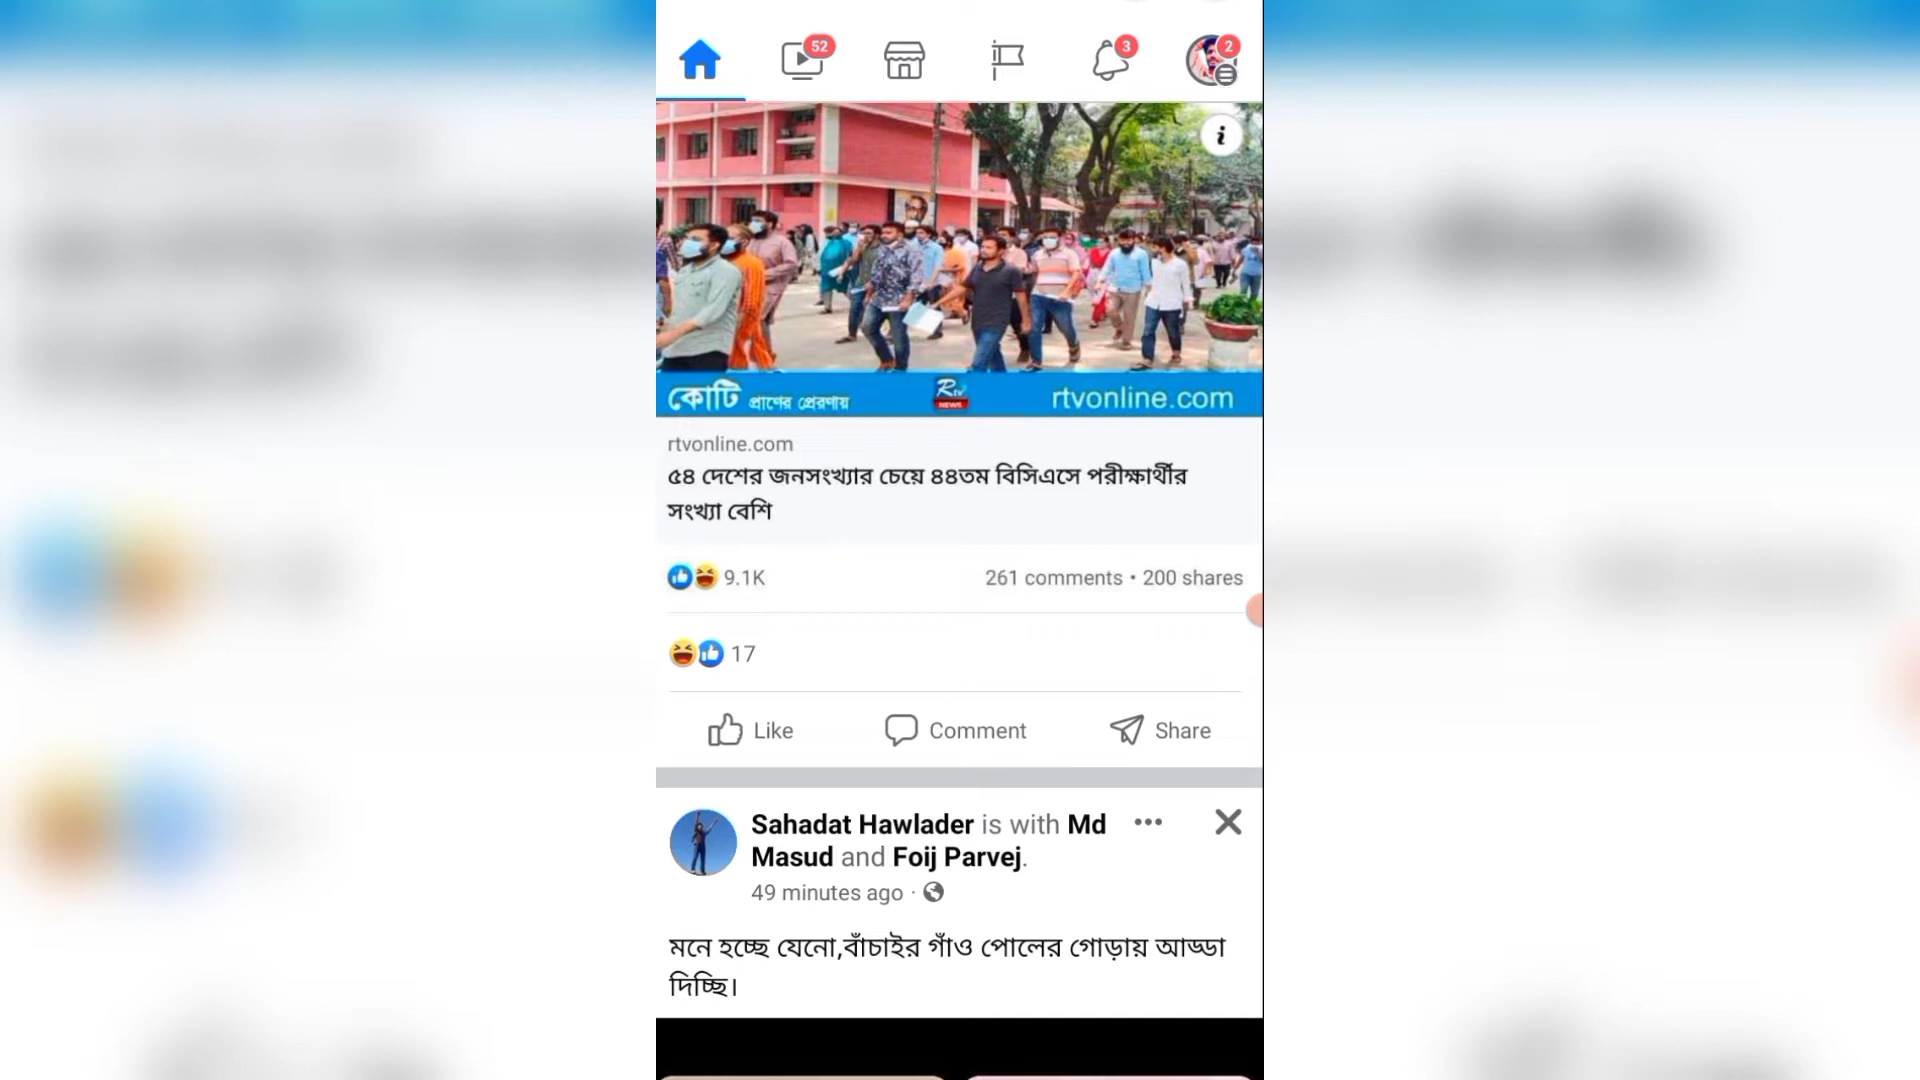 52
3
2
কোটি প্রাণের প্রেরণায় Rtv NEWS rtvonline.com
rtvonline.com
৫৪ দেশের জনসংখ্যার চেয়ে ৪৪তম বিসিএসে পরীক্ষার্থীর
সংখ্যা বেশি
9.1K 261 comments • 200 shares
17
Like Comment Share
Sahadat Hawlader is with Md
Masud and Foij Parvej.
49 minutes ago ·
মনে হচ্ছে যেনো,বাঁচাইর গাঁও পোলের গোড়ায় আড্ডা
দিচ্ছি।